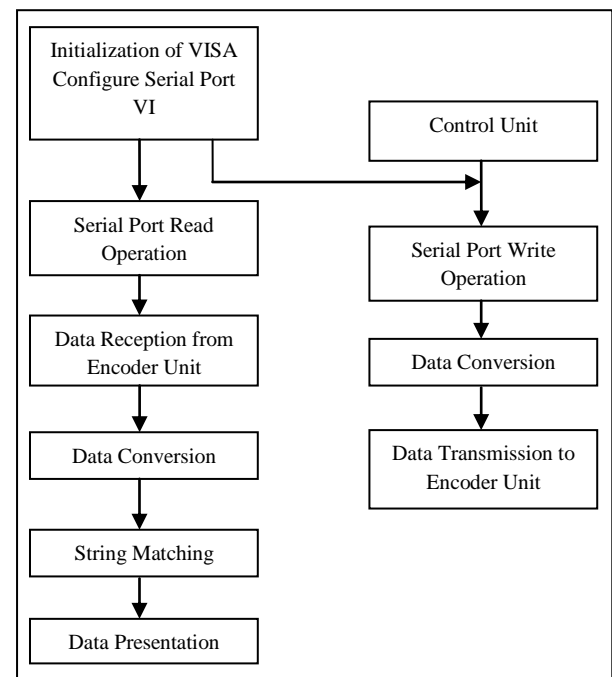 Initialization of VISA
Configure Serial Port
VI
Control Unit
Serial Port Read
Operation
Serial Port Write
Operation
Data Reception from
Encoder Unit
Data Conversion
Data Conversion
Data Transmission to
Encoder Unit
String Matching
Data Presentation